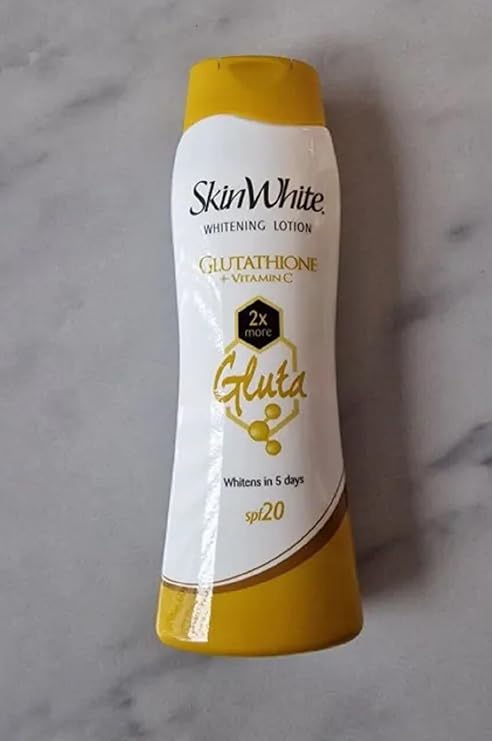 SkinWhite.
WHITENING LOTION
GLUTATHIONE
+ VITAMIN C
2x
more
Gluta
Whitens in 5 days
spf20